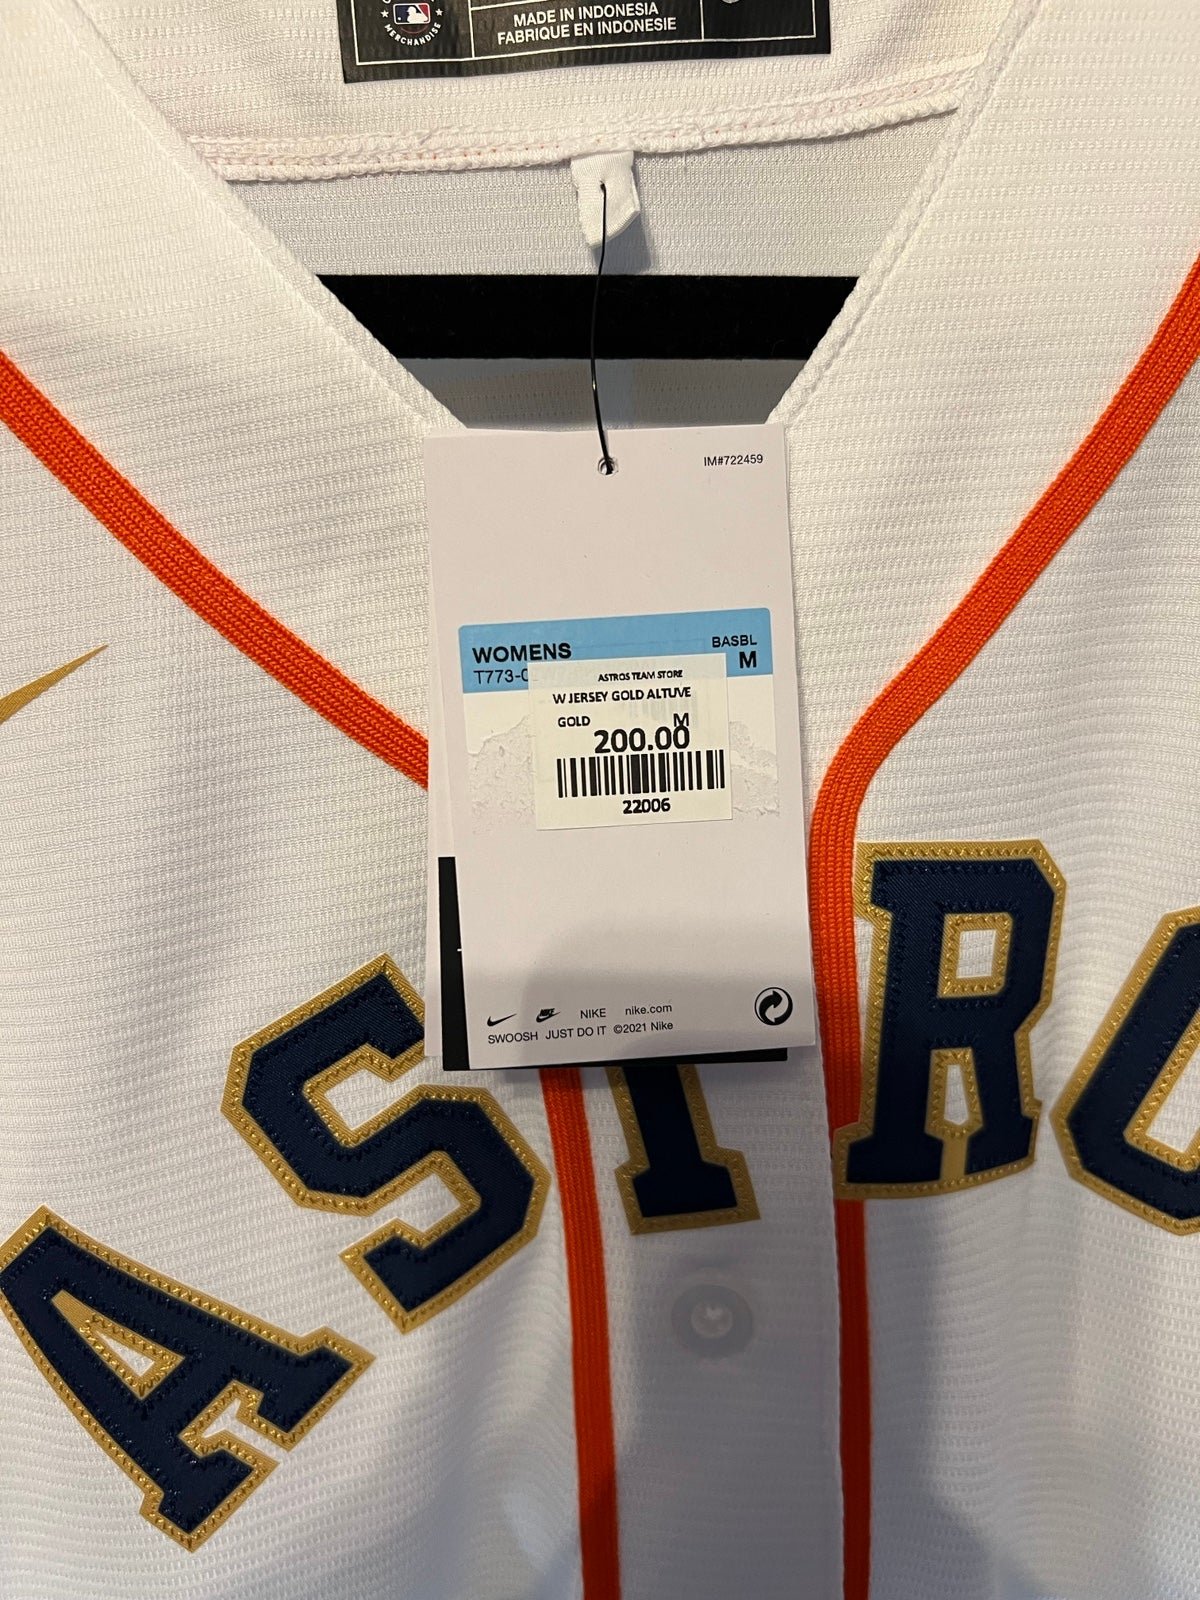 MERCHANDISE
MADE IN INDONESIA
FABRIQUE EN INDONESIE
IM#722459
WOMENS BASBL
M
ASTROS TEAM STORE
W JERSEY GOLD ALTUVE
GOLD M
200.00
22006
NIKE nike.com
SWOOSH JUST DO IT ©2021 Nike
ASTRO